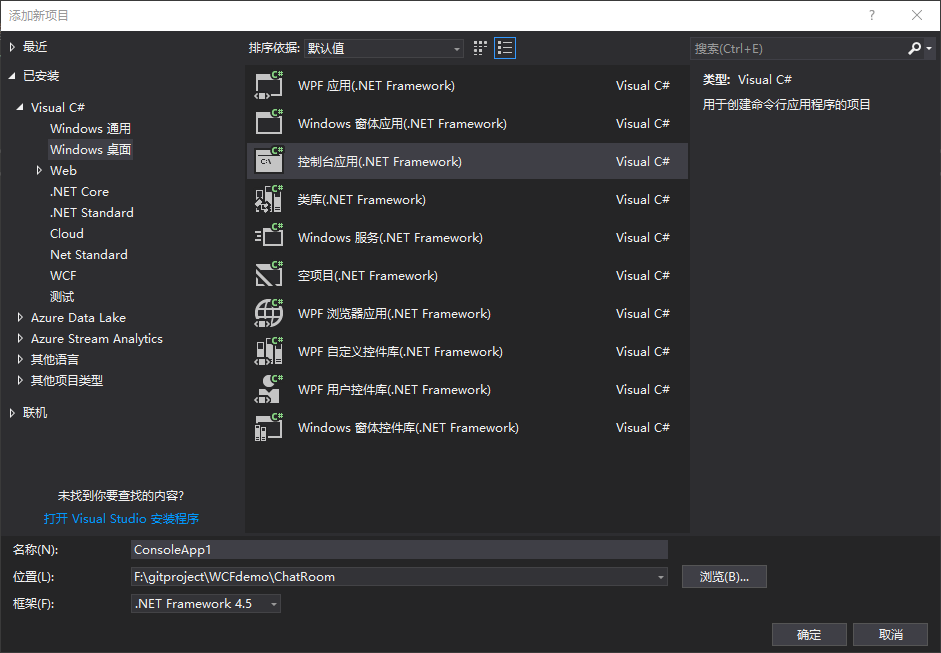 添加新项目
最近
已安装
Visual C#
Windows 通用
Windows 桌面
Web
.NET Core
.NET Standard
Cloud
Net Standard
WCF
测试
Azure Data Lake
Azure Stream Analytics
其他语言
其他项目类型
联机
未找到你要查找的内容?
打开 Visual Studio 安装程序
排序依据: 默认值
C# WPF 应用(.NET Framework) Visual C#
C# Windows 窗体应用(.NET Framework) Visual C#
C# C:\ 控制台应用(.NET Framework) Visual C#
C# 类库(.NET Framework) Visual C#
C# Windows 服务(.NET Framework) Visual C#
C# 空项目(.NET Framework) Visual C#
C# WPF 浏览器应用(.NET Framework) Visual C#
C# WPF 自定义控件库(.NET Framework) Visual C#
C# WPF 用户控件库(.NET Framework) Visual C#
C# Windows 窗体控件库(.NET Framework) Visual C#
搜索(Ctrl+E)
类型: Visual C#
用于创建命令行应用程序的项目
名称(N): ConsoleApp1
位置(L): F:\gitproject\WCFdemo\ChatRoom 浏览(B)...
框架(F): .NET Framework 4.5
确定 取消